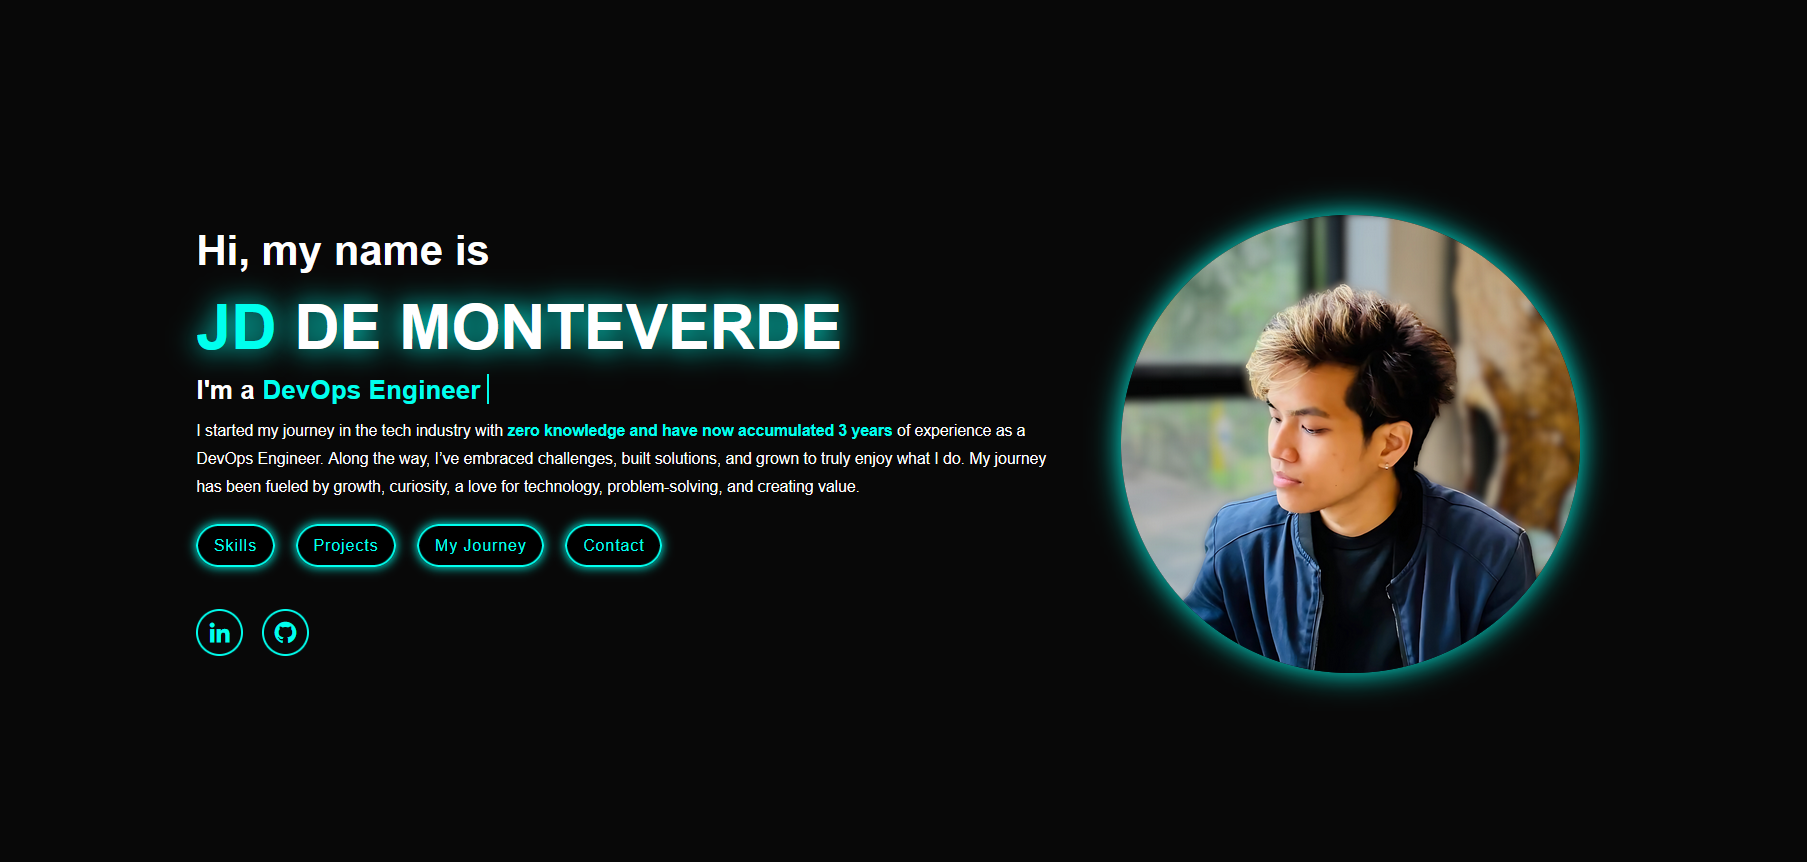 Hi, my name is
JD DE MONTEVERDE
I'm a DevOps Engineer
I started my journey in the tech industry with zero knowledge and have now accumulated 3 years of experience as a
DevOps Engineer. Along the way, I’ve embraced challenges, built solutions, and grown to truly enjoy what I do. My journey
has been fueled by growth, curiosity, a love for technology, problem-solving, and creating value.
Skills
Projects
My Journey
Contact
in